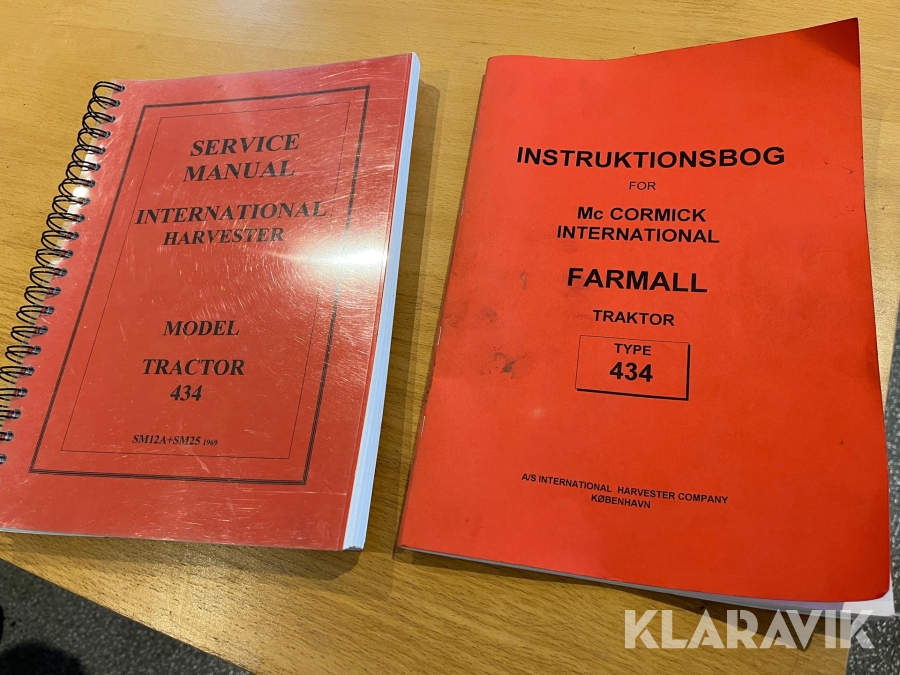 SERVICE
MANUAL
INTERNATIONAL
HARVESTER
MODEL
TRACTOR
434
SM12A+SM25 1969
INSTRUKTIONSBOG
FOR
Mc CORMICK
INTERNATIONAL
FARMALL
TRAKTOR
TYPE
434
A/S INTERNATIONAL HARVESTER COMPANY
KØBENHAVN
KLARAVIK